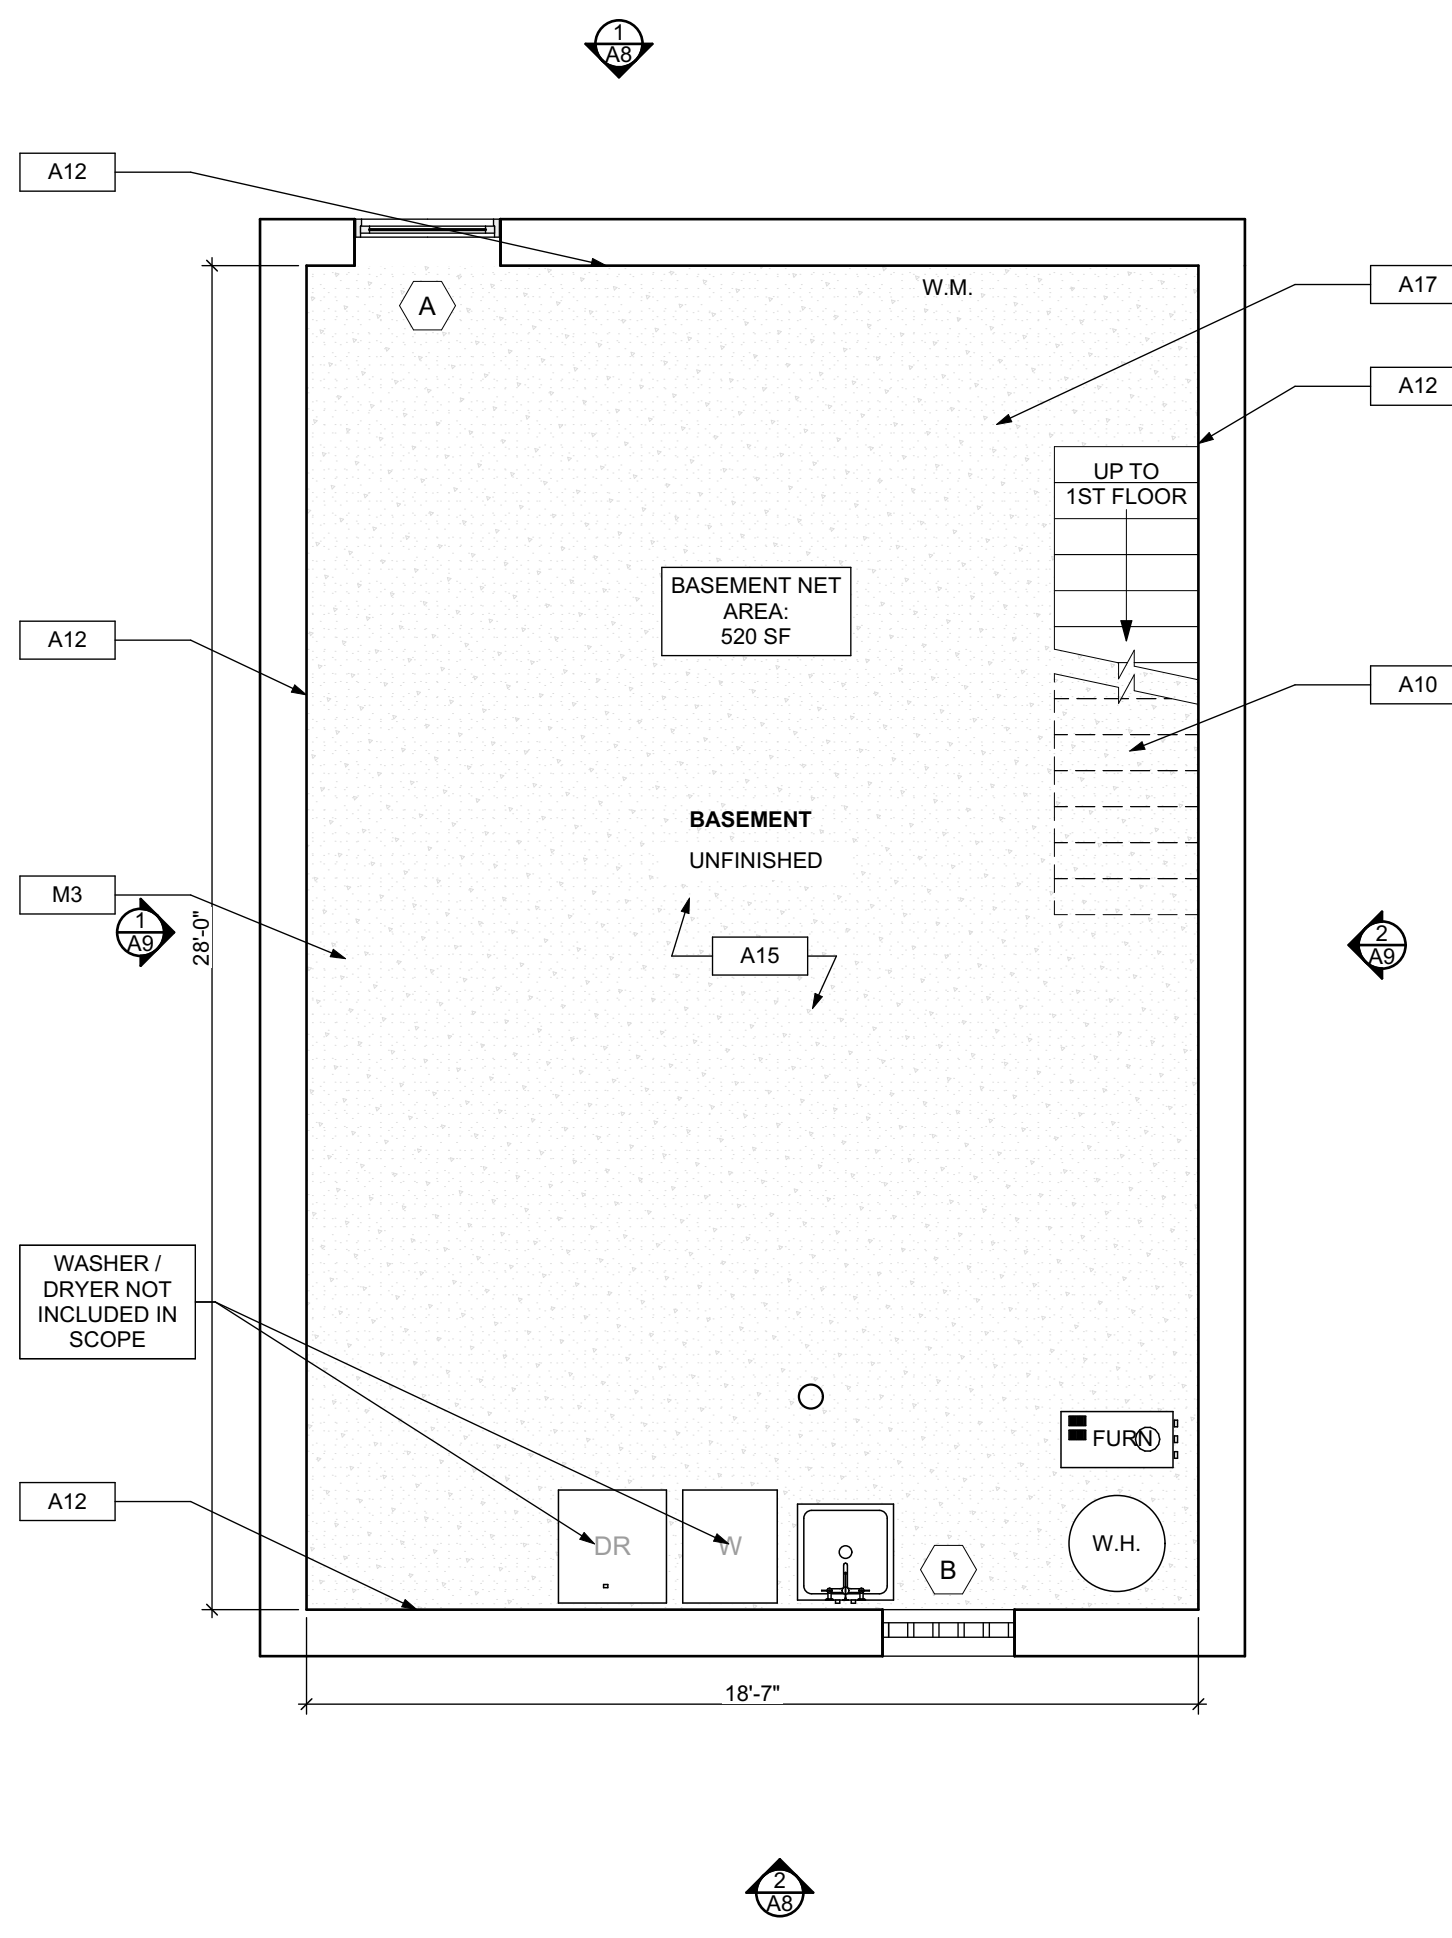 1
A8
A12
A
W.M.
A17
A12
UP TO
1ST FLOOR
BASEMENT NET
AREA:
520 SF
A12
A10
BASEMENT
UNFINISHED
M3
1
A9
28'-0"
A15
2
A9
WASHER /
DRYER NOT
INCLUDED IN
SCOPE
FURN
A12
DR
W
B
W.H.
18'-7"
2
A8